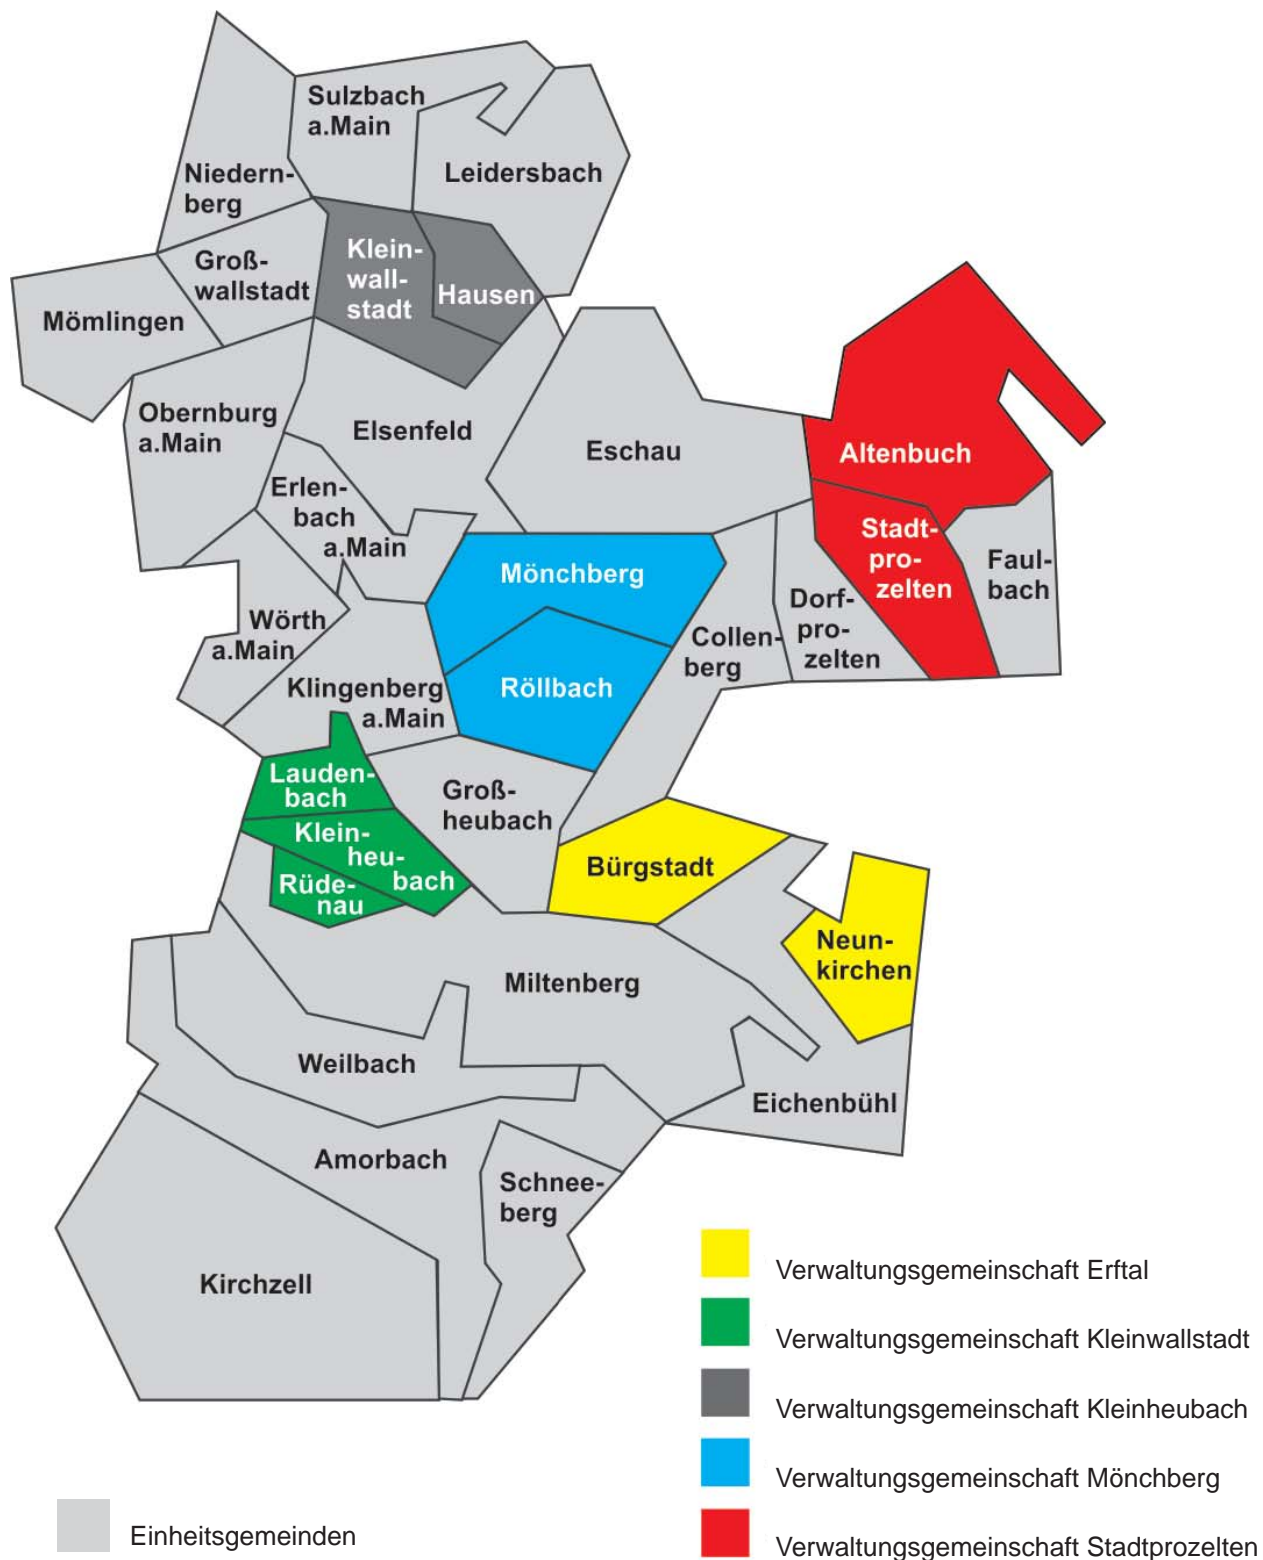 Sulzbach
a.Main
Niedern-
berg
Leidersbach
Groß-
wallstadt
Klein-
wall-
stadt
Hausen
Mömlingen
Obernburg
a.Main
Elsenfeld
Eschau
Altenbuch
Erlen-
bach
a.Main
Stadt-
pro-
zelten
Faul-
bach
Mönchberg
Dorf-
pro-
zelten
Wörth
a.Main
Collen-
berg
Klingenberg
a.Main
Röllbach
Lauden-
bach
Groß-
heubach
Klein-
heu-
bach
Rüde-
nau
Bürgstadt
Neun-
kirchen
Miltenberg
Weilbach
Eichenbühl
Amorbach
Schnee-
berg
Kirchzell
Verwaltungsgemeinschaft Erftal
Verwaltungsgemeinschaft Kleinwallstadt
Verwaltungsgemeinschaft Kleinheubach
Verwaltungsgemeinschaft Mönchberg
Verwaltungsgemeinschaft Stadtprozelten
Einheitsgemeinden